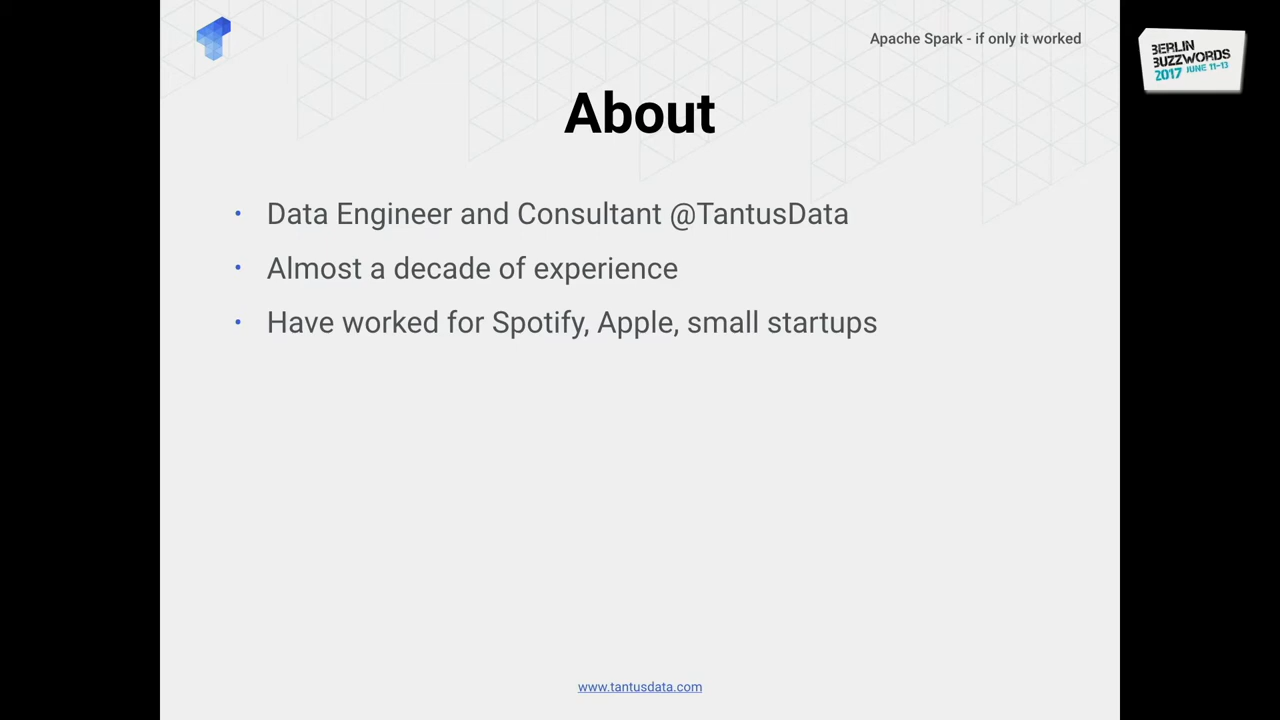 Apache Spark - if only it worked
BERLIN
BUZZWORDS
2017 JUNE 11-13
About
• Data Engineer and Consultant @TantusData
• Almost a decade of experience
• Have worked for Spotify, Apple, small startups
www.tantusdata.com